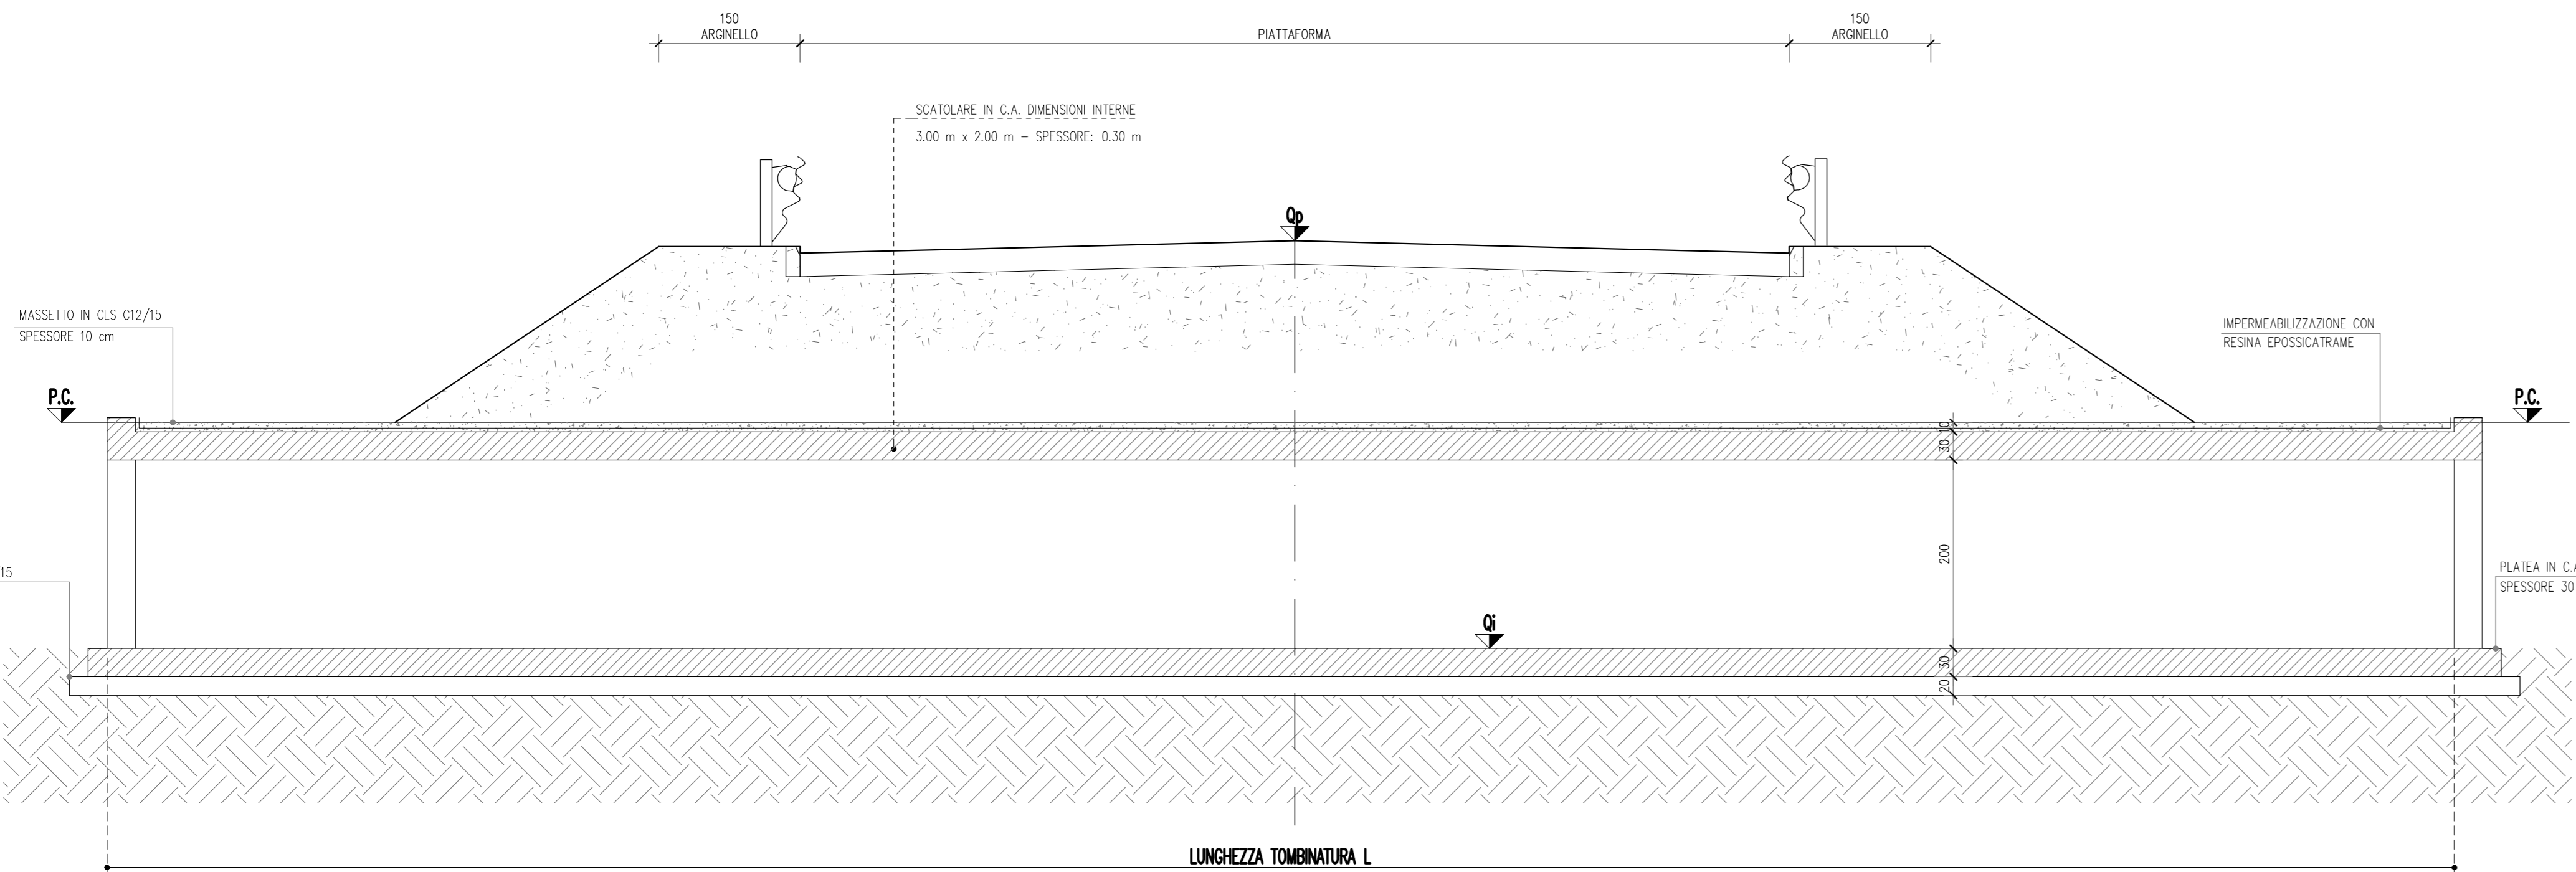 150
ARGINELLO
PIATTAFORMA
150
ARGINELLO
SCATOLARE IN C.A. DIMENSIONI INTERNE
3.00 m x 2.00 m - SPESSORE: 0.30 m
Qp
MASSETTO IN CLS C12/15
SPESSORE 10 cm
IMPERMEABILIZZAZIONE CON
RESINA EPOSSICATRAME
P.C.
P.C.
10
30
200
15
PLATEA IN C.A
SPESSORE 30
Qi
30
20
LUNGHEZZA TOMBINATURA L